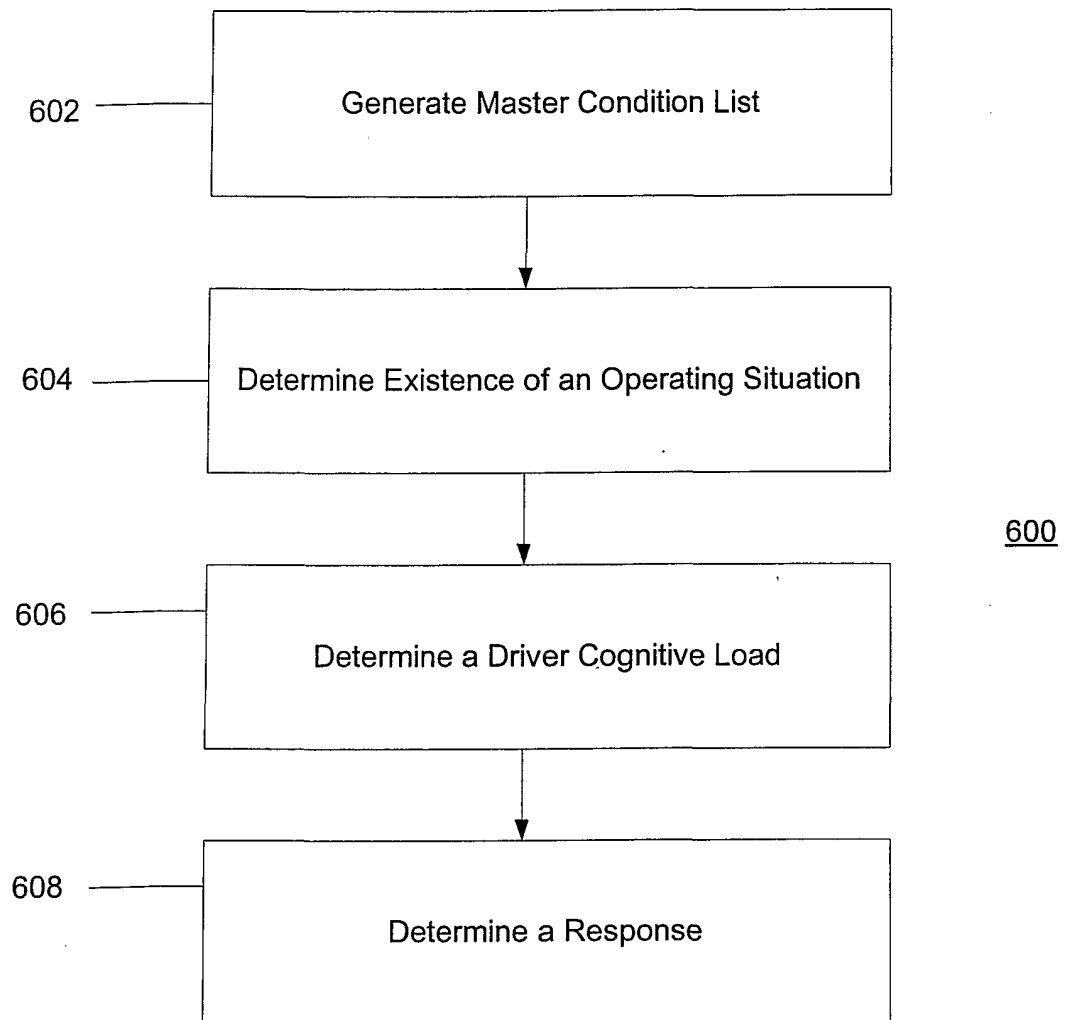 602
Generate Master Condition List
604
Determine Existence of an Operating Situation
600
606
Determine a Driver Cognitive Load
608
Determine a Response